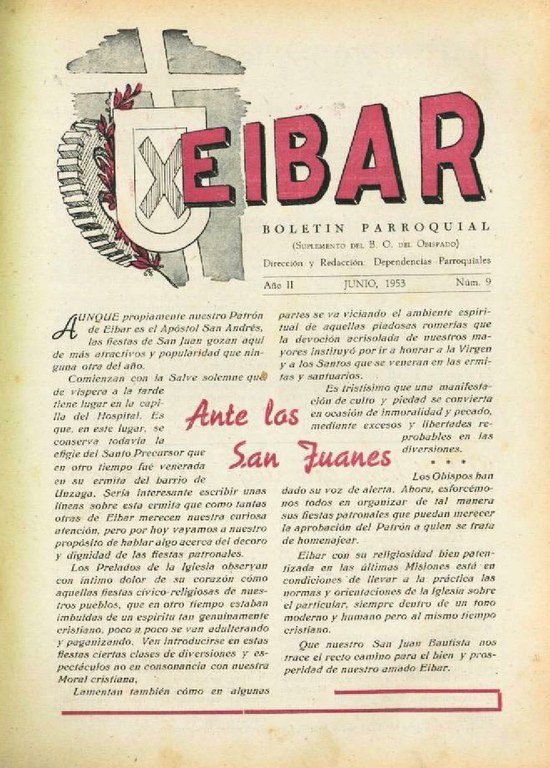 EIBAR
BOLETIN PARROQUIAL
(SUPLEMENTO DEL B. O. DEL OBISPADO)
Dirección y Redacción: Dependencias Parroquiales
Año II JUNIO, 1953 Núm. 9
Ante los
San Juanes
AUNQUE propiamente nuestro Patrón
de Eibar es el Apóstol San Andrés,
las fiestas de San Juan gozan aquí
de más atractivos y popularidad que nin-
guna otra del año.
Comienzan con la Salve solemne que
de víspera a la tarde
tiene lugar en la capi-
lla del Hospital. Es
que, en este lugar, se
conserva todavía la
efigie del Santo Precursor que
en otro tiempo fué venerada
en su ermita del barrio de
Unzaga. Sería interesante escribir unas
líneas sobre esta ermita que como tantas
otras de Eibar merecen nuestra curiosa
atención, pero por hoy vayamos a nuestro
propósito de hablar algo acerca del decoro
y dignidad de las fiestas patronales.
Los Prelados de la Iglesia observan
con íntimo dolor de su corazón cómo
aquellas fiestas cívico-religiosas de nues-
tros pueblos, que en otro tiempo estaban
imbuídas de un espíritu tan genuinamente
cristiano, poco a poco se van adulterando
y paganizando. Ven introducirse en estas
fiestas ciertas clases de diversiones y es-
pectáculos no en consonancia con nuestra
Moral cristiana,
Lamentan también cómo en algunas
partes se va viciando el ambiente espiri-
tual de aquellas piadosas romerías que
la devoción acrisolada de nuestros ma-
yores instituyó por ir a honrar a la Virgen
y a los Santos que se veneran en las ermi-
tas y santuarios.
Es tristísimo que una manifesta-
ción de culto y piedad se convierta
en ocasión de inmoralidad y pecado,
mediante excesos y libertades re-
probables en las
diversiones.
• • •
Los Obispos han
dado su voz de alerta. Ahora, esforcémo-
nos todos en organizar de tal manera
sus fiestas patronales que puedan merecer
la aprobación del Patrón a quien se trata
de homenajear.
Eibar con su religiosidad bien paten-
tizada en las últimas Misiones está en
condiciones de llevar a la práctica las
normas y orientaciones de la Iglesia sobre
el particular, siempre dentro de un tono
moderno y humano pero al mismo tiempo
cristiano.
Que nuestro San Juan Bautista nos
trace el recto camino para el bien y pros-
peridad de nuestro amado Eibar.